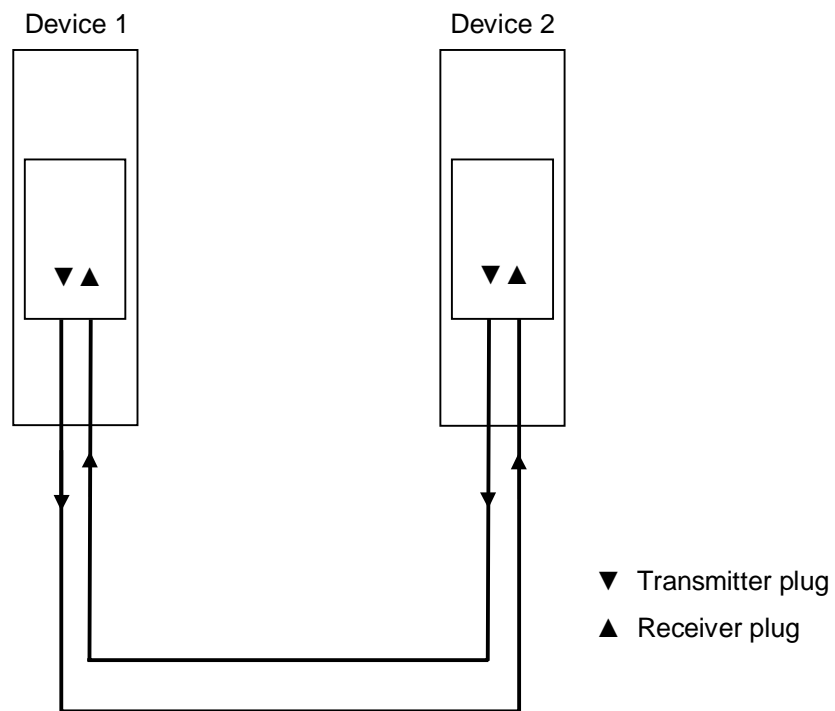 Device 1
Device 2
▼ Transmitter plug
▲ Receiver plug